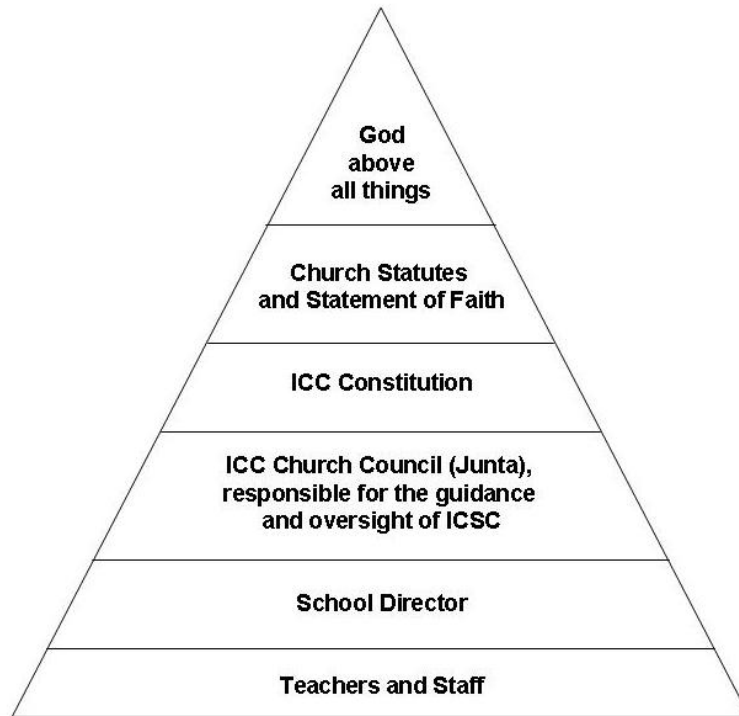 God
above
all things
Church Statutes
and Statement of Faith
ICC Constitution
ICC Church Council (Junta),
responsible for the guidance
and oversight of ICSC
School Director
Teachers and Staff